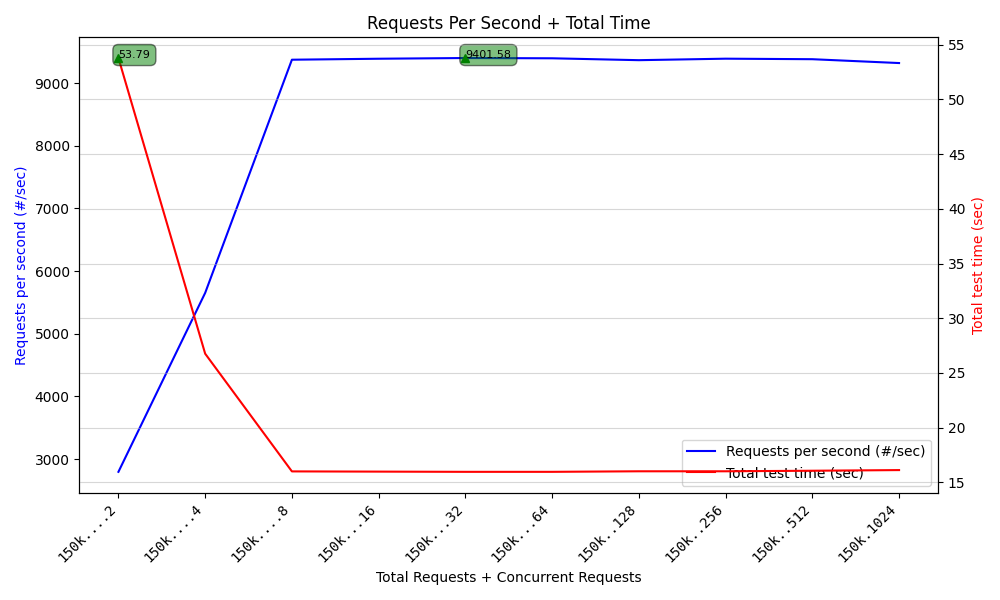 Requests Per Second + Total Time
53.79
9401.58
9000
8000
7000
6000
5000
4000
3000
Requests per second (#/sec)
55
50
45
40
35
30
25
20
15
Total test time (sec)
Requests per second (#/sec)
Total test time (sec)
150k....2
150k....4
150k....8
150k...16
150k...32
150k...64
150k..128
150k..256
150k..512
150k.1024
Total Requests + Concurrent Requests